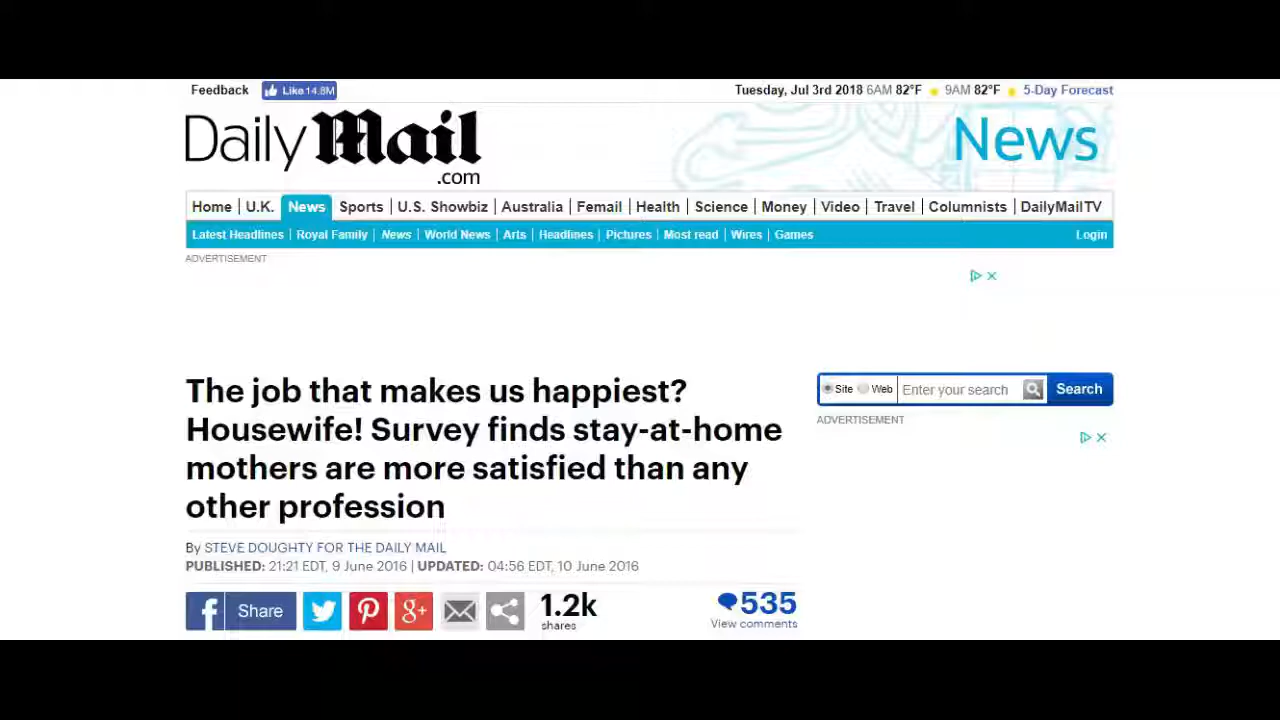 Feedback Like 14.8M Tuesday, Jul 3rd 2018 6AM 82°F 9AM 82°F 5-Day Forecast
Daily Mail
.com
News
Home U.K. News Sports U.S. Showbiz Australia Femail Health Science Money Video Travel Columnists DailyMailTV
Latest Headlines Royal Family News World News Arts Headlines Pictures Most read Wires Games Login
ADVERTISEMENT
The job that makes us happiest?
Housewife! Survey finds stay-at-home
mothers are more satisfied than any
other profession
Site Web Enter your search Search
ADVERTISEMENT
By STEVE DOUGHTY FOR THE DAILY MAIL
PUBLISHED: 21:21 EDT, 9 June 2016 | UPDATED: 04:56 EDT, 10 June 2016
f Share g+ 1.2k
shares
535
View comments